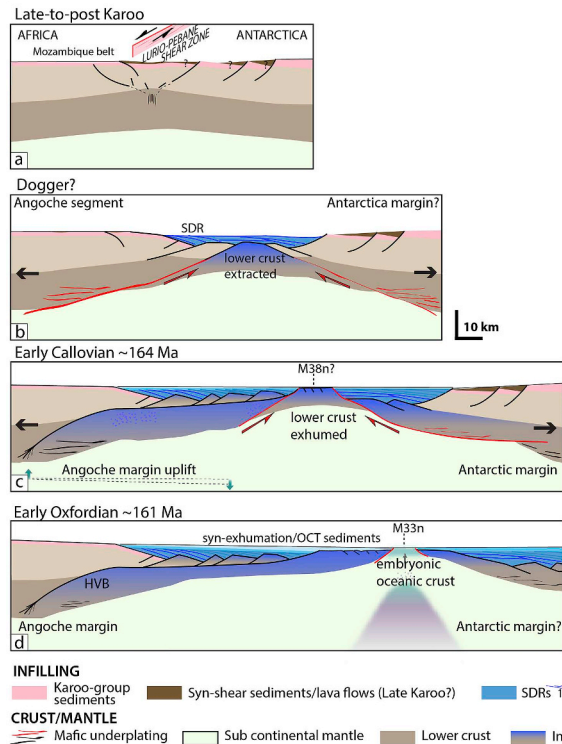 Late-to-post Karoo
AFRICA
ANTARCTICA
Mozambique belt
LURIO-PEBANE
SHEAR ZONE
?
?
?
a
Dogger?
Angoche segment
Antarctica margin?
SDR
lower crust
extracted
b
10 km
Early Callovian ~164 Ma
M38n?
lower crust
exhumed
Angoche margin uplift
Antarctic margin
c
Early Oxfordian ~161 Ma
M33n
syn-exhumation/OCT sediments
embryonic
oceanic crust
HVB
Angoche margin
Antarctic margin?
d
INFILLING
Karoo-group
sediments
Syn-shear sediments/lava flows (Late Karoo?)
SDRs
CRUST/MANTLE
Mafic underplating
Sub continental mantle
Lower crust
In